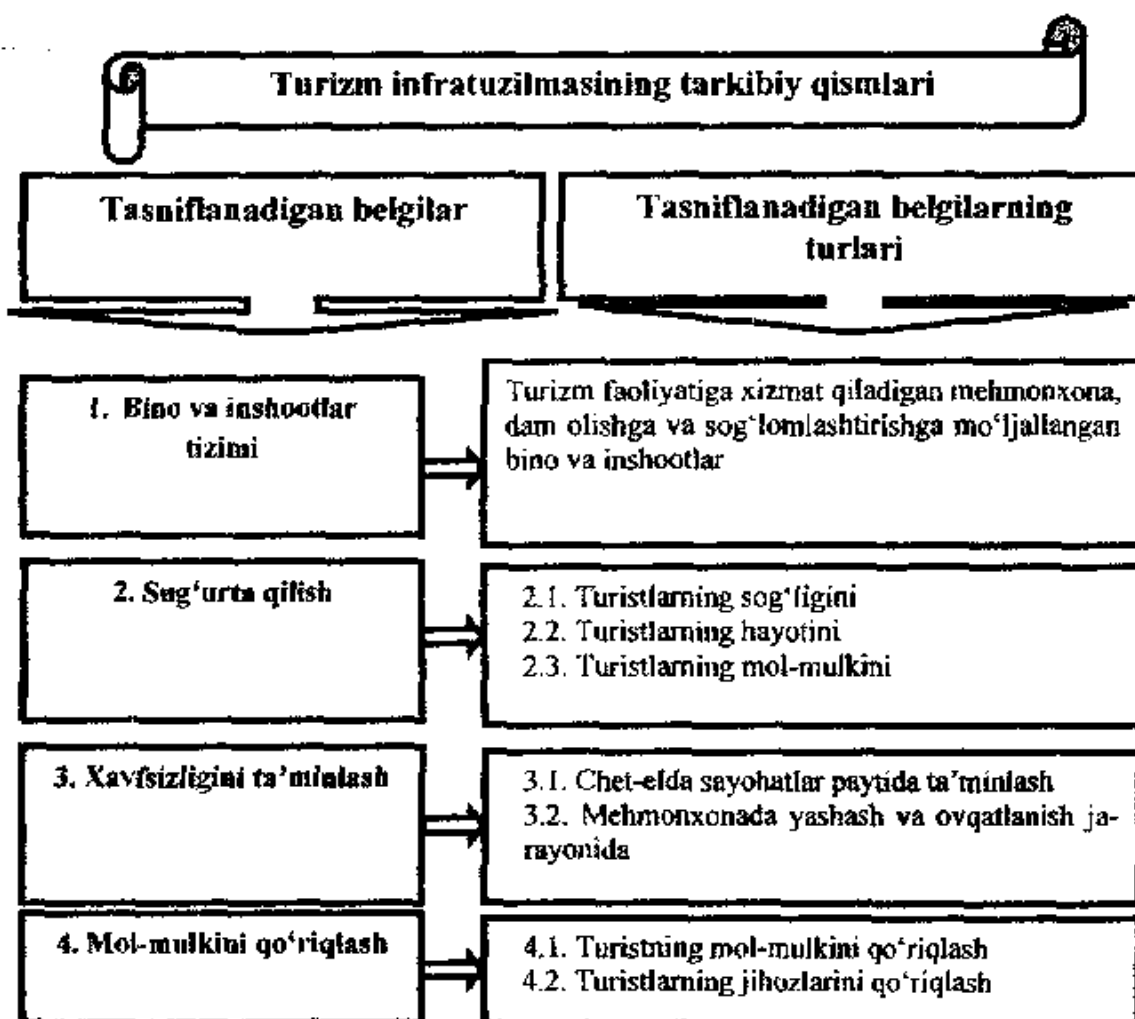 Turizm infratuzilmasining tarkibiy qismlari
Tasniflanadigan belgilar
Tasniflanadigan belgilarning
turlari
1. Bino va inshootlar
tizimi
Turizm faoliyatiga xizmat qiladigan mehmonxona,
dam olishga va sog‘lomlashtirishga mo‘ljallangan
bino va inshootlar
2. Sug‘urta qilish
2.1. Turistlarning sog‘ligini
2.2. Turistlarning hayotini
2.3. Turistlarning mol-mulkini
3. Xavfsizligini ta’minlash
3.1. Chet-elda sayohatlar paytida ta’minlash
3.2. Mehmonxonada yashash va ovqatlanish ja-
rayonida
4. Mol-mulkini qo‘riqlash
4.1. Turistning mol-mulkini qo‘riqlash
4.2. Turistlarning jihozlarini qo‘riqlash